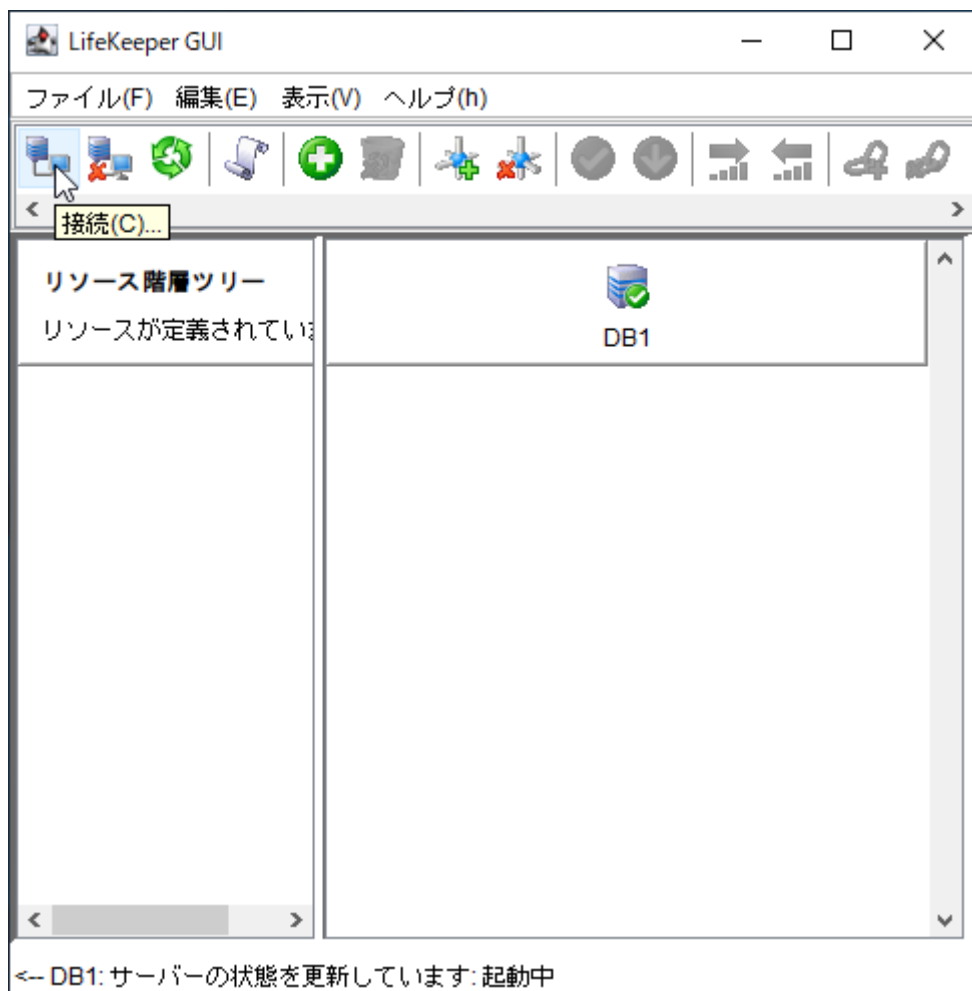 LifeKeeper GUI
ファイル(F) 編集(E) 表示(V) ヘルプ(h)
接続(C)...
リソース階層ツリー
リソースが定義されてい
DB1
<-- DB1: サーバーの状態を更新しています: 起動中